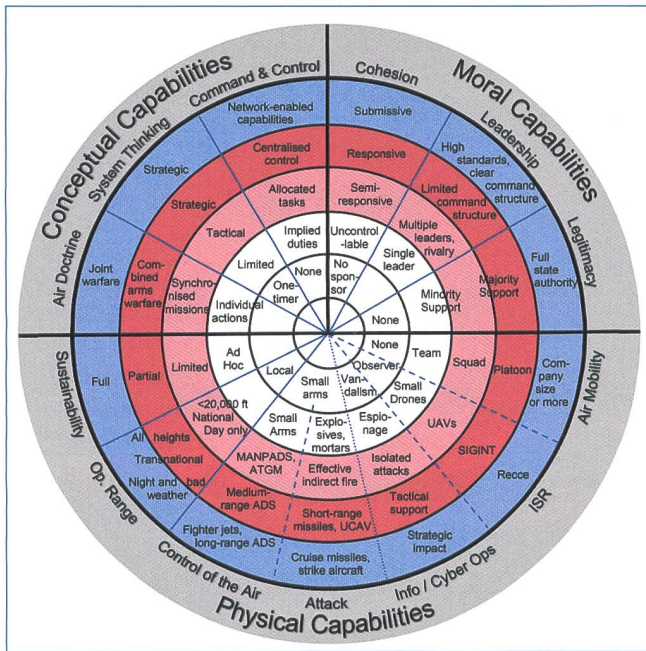 Conceptual Capabilities
Moral Capabilities
Physical Capabilities
Command & Control
Cohesion
System Thinking
Leadership
Air Doctrine
Legitimacy
Sustainability
Air Mobility
Op. Range
ISR
Control of the Air
Attack
Info / Cyber Ops
Network-enabled
capabilities
Centralised
control
Allocated
tasks
Implied
duties
None
Submissive
Responsive
Semi-
responsive
Uncontrol
-lable
No
spon-
sor
High
standards,
clear
command
structure
Limited
command
structure
Multiple
leaders,
rivalry
Single
leader
Full
state
authority
Majority
Support
Minority
Support
None
Strategic
Strategic
Tactical
Limited
One-
timer
Joint
warfare
Com-
bined
arms
warfare
Synchro-
nised
missions
Individual
actions
Full
Partial
Limited
Ad
Hoc
Local
<20,000 ft
National
Day only
All heights
Transnational
Night and bad
weather
Small
arms
Small
Arms
MANPADS,
ATGM
Medium-
range ADS
Fighter jets,
long-range ADS
Explo-
sives,
mortars
Effective
indirect fire
Short-range
missiles, UCAV
Cruise missiles,
strike aircraft
Van-
dalism
Espio-
nage
Isolated
attacks
Tactical
support
Strategic
impact
Observer
Small
Drones
UAVs
SIGINT
Recce
None
Team
Squad
Platoon
Com-
pany
size
or more